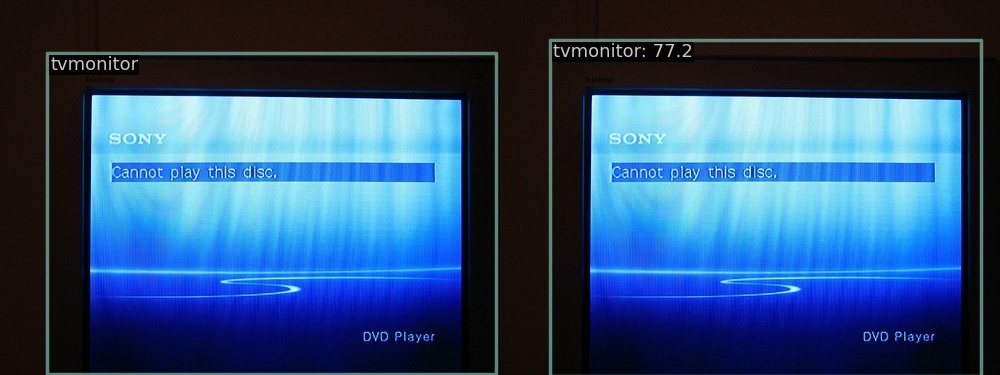 tvmonitor
SONY
Cannot play this disc.
DVD Player
tvmonitor: 77.2
SONY
Cannot play this disc.
DVD Player